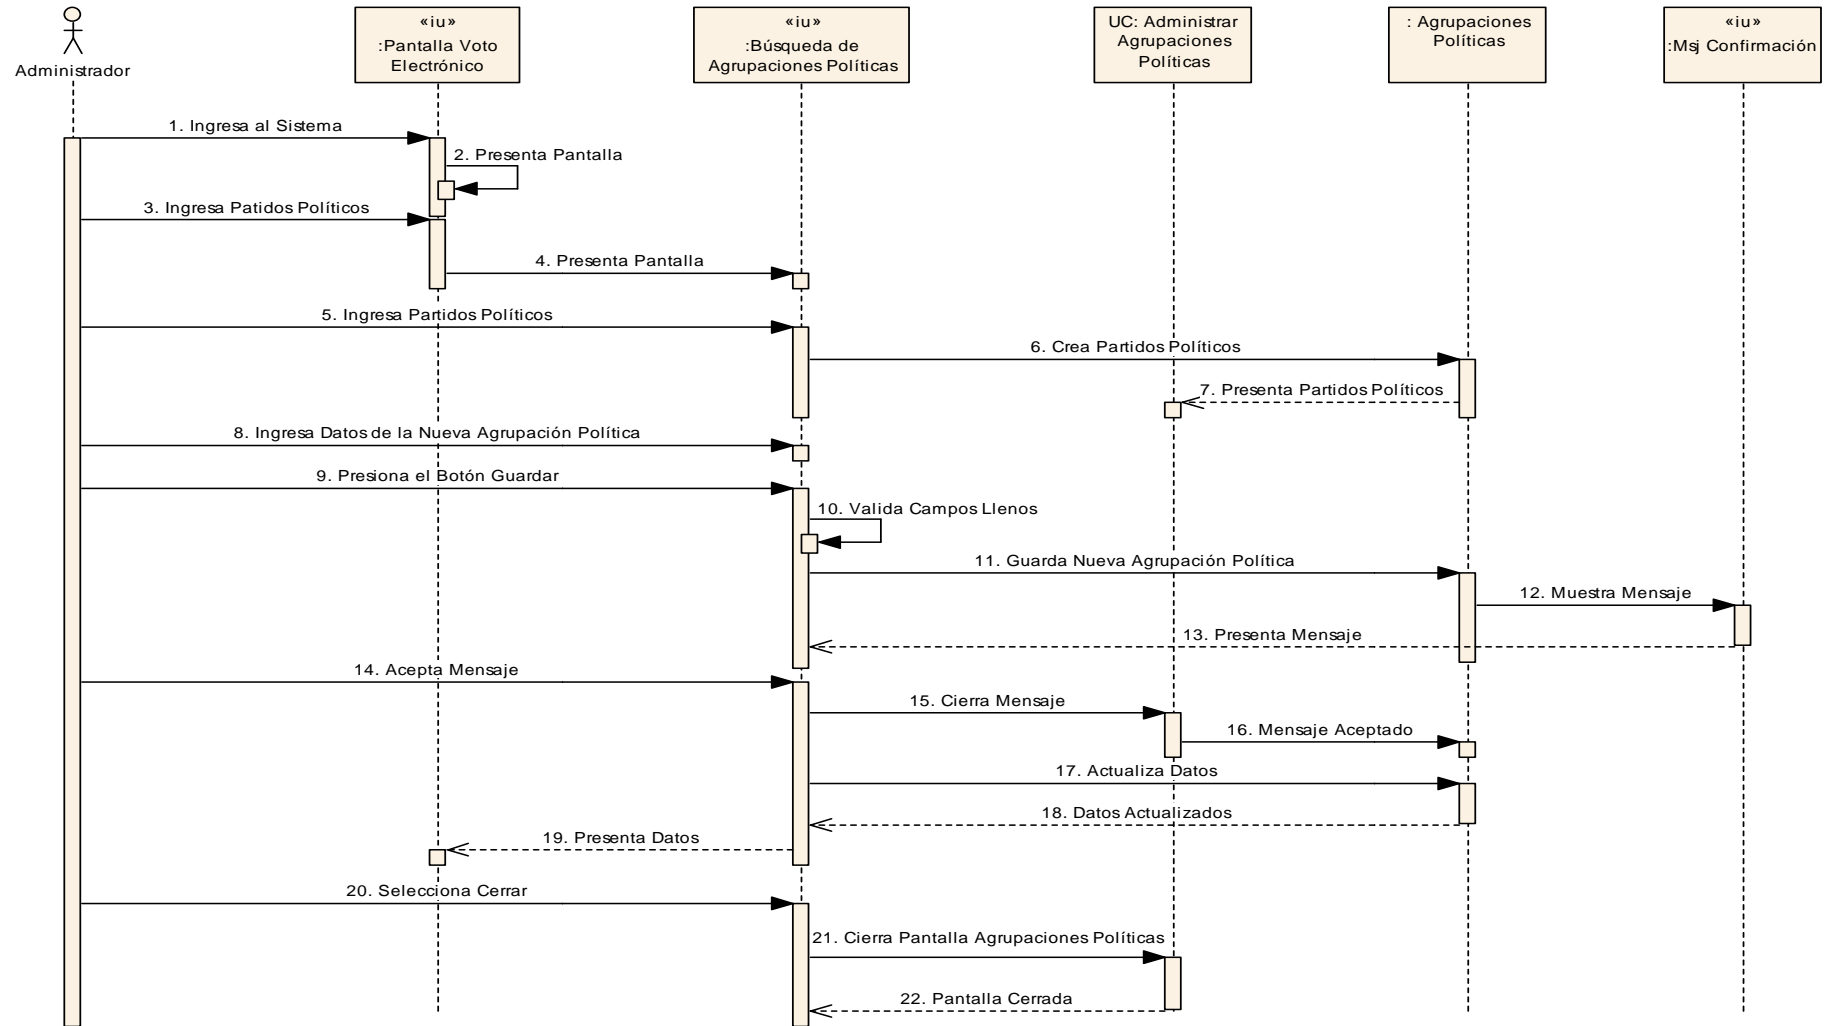 Administrador
«iu»
:Pantalla Voto
Electrónico
«iu»
:Búsqueda de
Agrupaciones Políticas
UC: Administrar
Agrupaciones
Políticas
: Agrupaciones
Políticas
«iu»
:Msj Confirmación
1. Ingresa al Sistema
2. Presenta Pantalla
3. Ingresa Patidos Políticos
4. Presenta Pantalla
5. Ingresa Partidos Políticos
6. Crea Partidos Políticos
7. Presenta Partidos Políticos
8. Ingresa Datos de la Nueva Agrupación Política
9. Presiona el Botón Guardar
10. Valida Campos Llenos
11. Guarda Nueva Agrupación Política
12. Muestra Mensaje
13. Presenta Mensaje
14. Acepta Mensaje
15. Cierra Mensaje
16. Mensaje Aceptado
17. Actualiza Datos
18. Datos Actualizados
19. Presenta Datos
20. Selecciona Cerrar
21. Cierra Pantalla Agrupaciones Políticas
22. Pantalla Cerrada